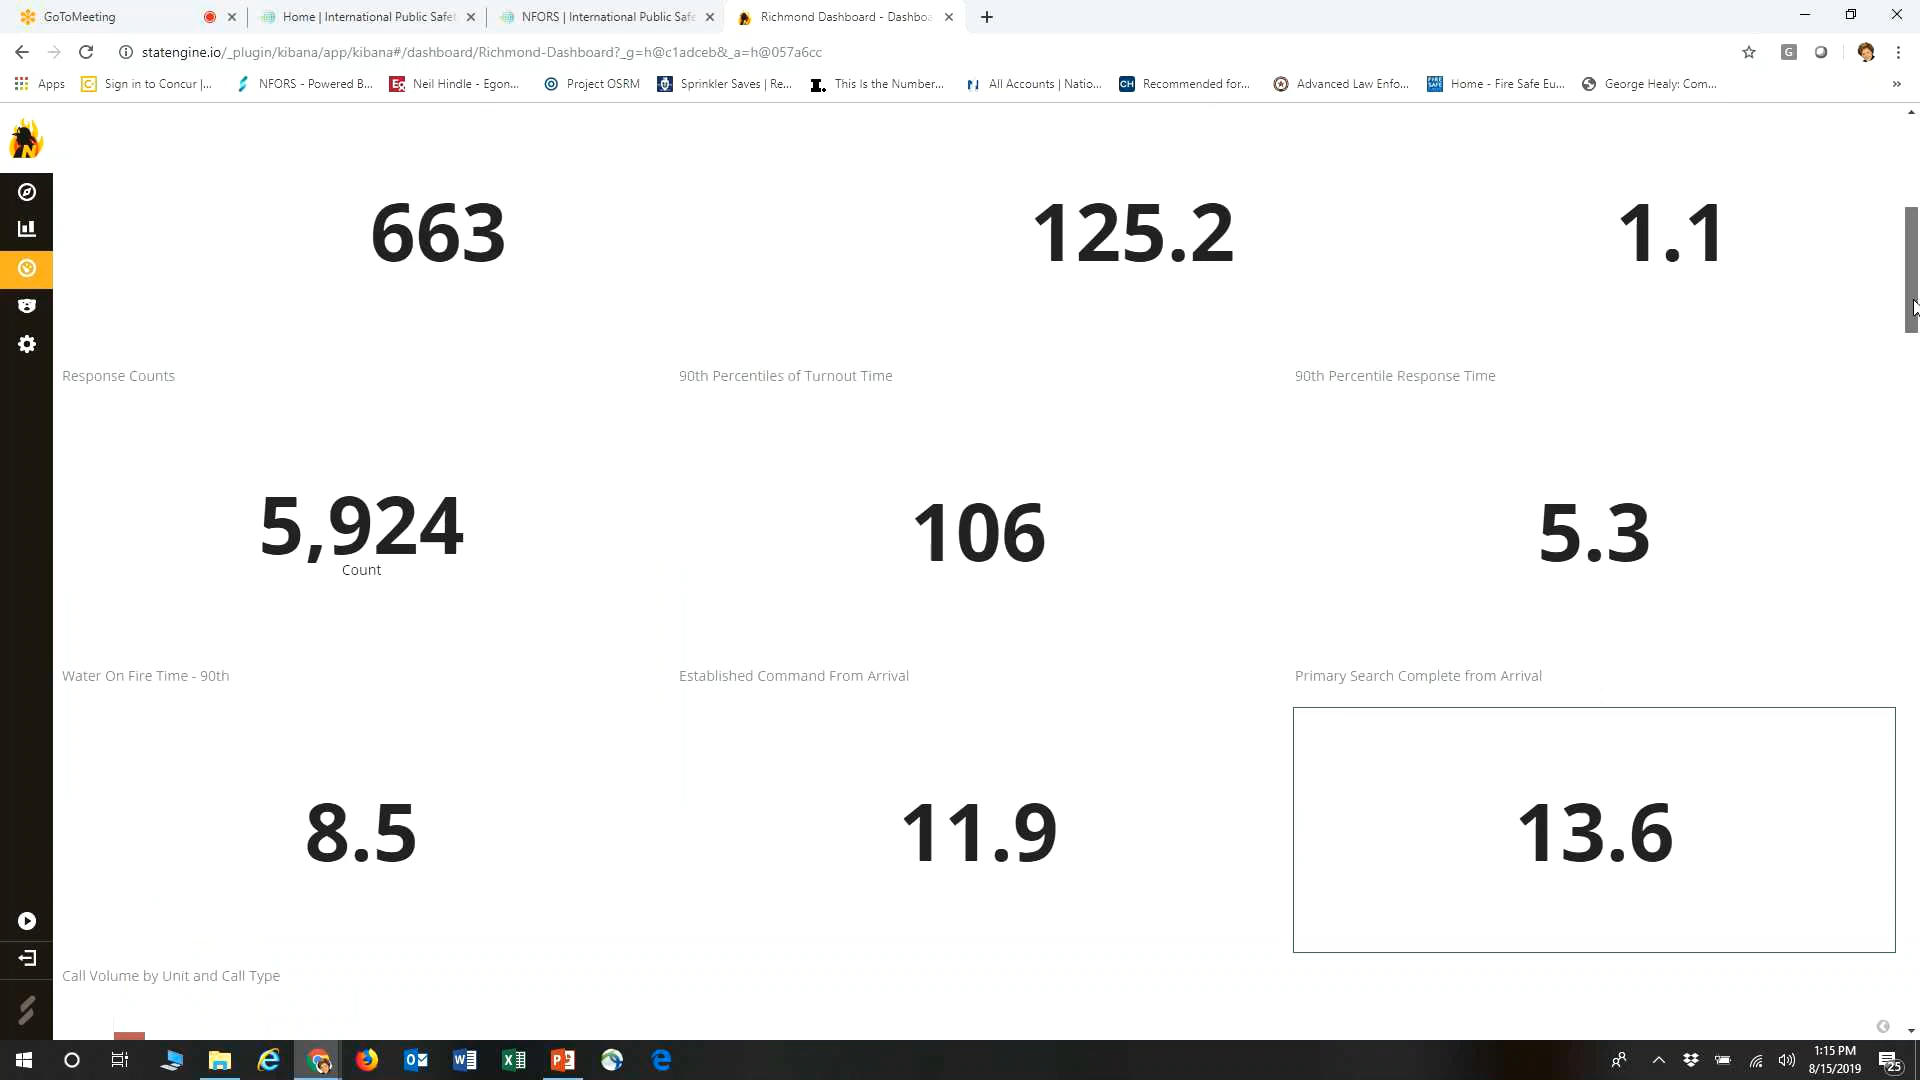 GoToMeeting
Home | International Public Safet
NFORS | International Public Safe
Richmond Dashboard - Dashboa
statengine.io/_plugin/kibana/app/kibana#/dashboard/Richmond-Dashboard?_g=h@c1adceb&_a=h@057a6cc
Apps
Sign in to Concur |...
NFORS - Powered B...
Neil Hindle - Egon...
Project OSRM
Sprinkler Saves | Re...
This Is the Number...
All Accounts | Natio...
Recommended for...
Advanced Law Enfo...
Home - Fire Safe Eu...
George Healy: Com...
663
125.2
1.1
Response Counts
90th Percentiles of Turnout Time
90th Percentile Response Time
5,924
Count
106
5.3
Water On Fire Time - 90th
Established Command From Arrival
Primary Search Complete from Arrival
8.5
11.9
13.6
Call Volume by Unit and Call Type
1:15 PM
8/15/2019
25